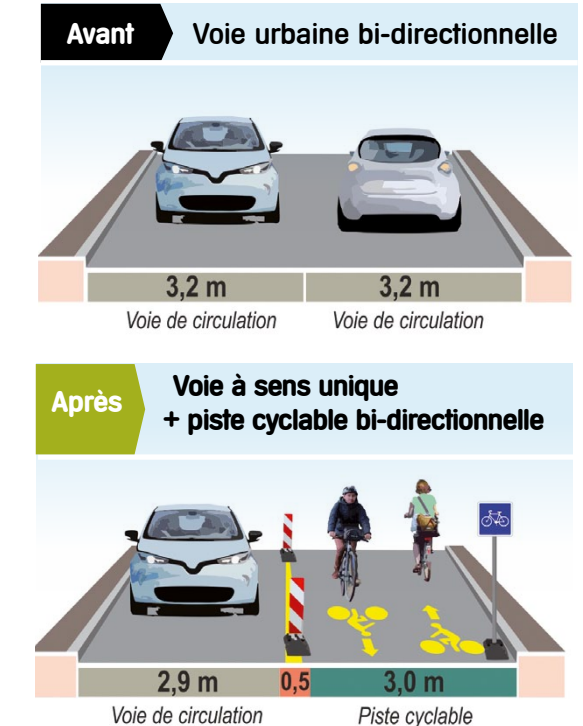 Avant
Voie urbaine bi-directionnelle
3,2 m
3,2 m
Voie de circulation
Voie de circulation
Après
Voie à sens unique
+ piste cyclable bi-directionnelle
2,9 m
0,5
3,0 m
Voie de circulation
Piste cyclable